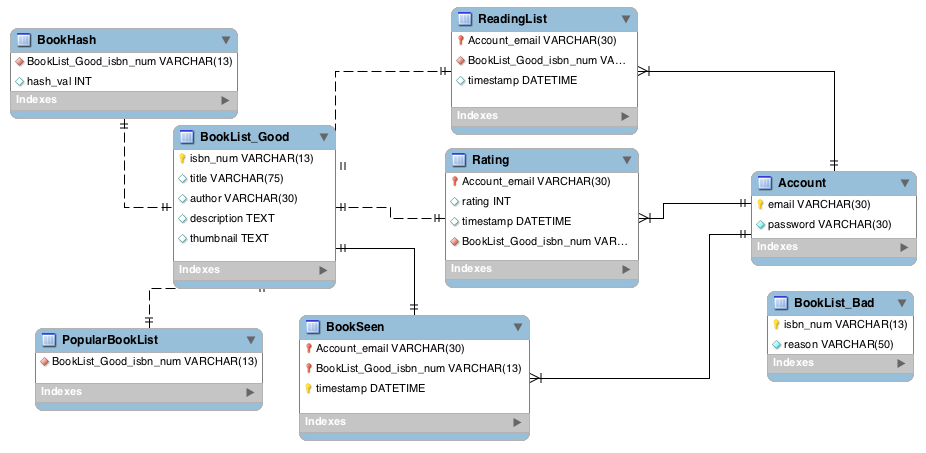 BookHash
BookList_Good_isbn_num VARCHAR(13)
hash_val INT
Indexes
BookList_Good
isbn_num VARCHAR(13)
title VARCHAR(75)
author VARCHAR(30)
description TEXT
thumbnail TEXT
Indexes
PopularBookList
BookList_Good_isbn_num VARCHAR(13)
Indexes
ReadingList
Account_email VARCHAR(30)
BookList_Good_isbn_num VA...
timestamp DATETIME
Indexes
Rating
Account_email VARCHAR(30)
rating INT
timestamp DATETIME
BookList_Good_isbn_num VAR...
Indexes
BookSeen
Account_email VARCHAR(30)
BookList_Good_isbn_num VARCHAR(13)
timestamp DATETIME
Indexes
Account
email VARCHAR(30)
password VARCHAR(30)
Indexes
BookList_Bad
isbn_num VARCHAR(13)
reason VARCHAR(50)
Indexes